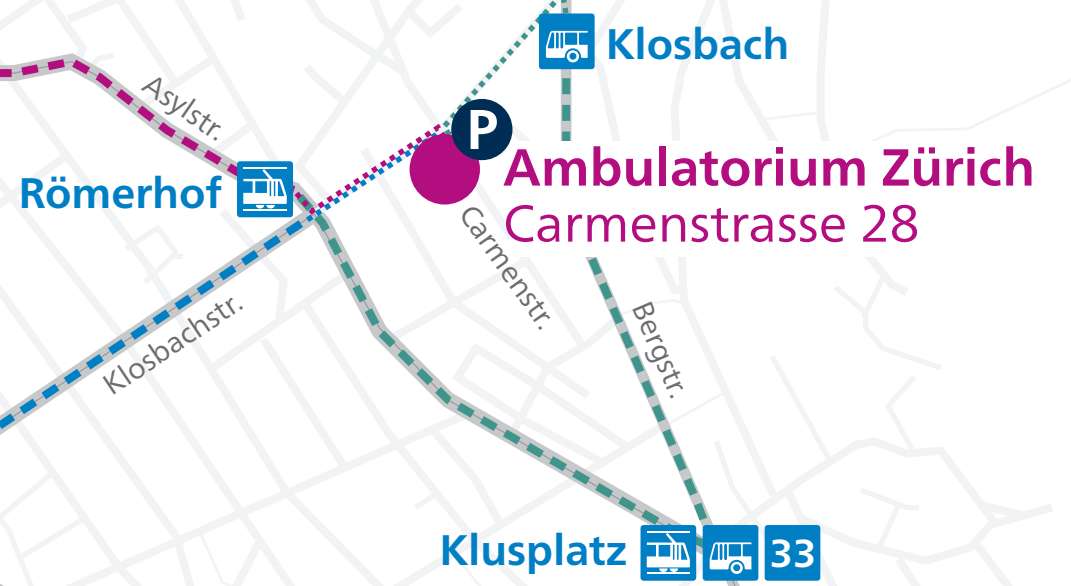 Klosbach
Asylstr.
P
Ambulatorium Zürich
Carmenstrasse 28
Römerhof
Carmenstr.
Klosbachstr.
Bergstr.
Klusplatz 33